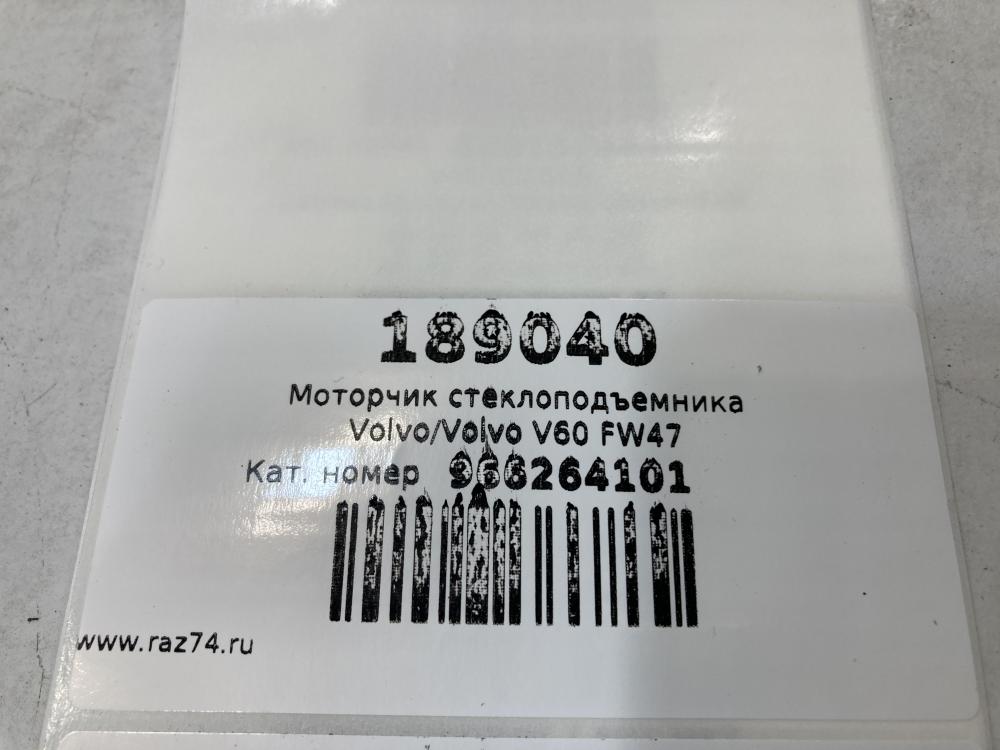 189040
Моторчик стеклоподъемника
Volvo/Volvo V60 FW47
Кат. номер 966264101
www.raz74.ru